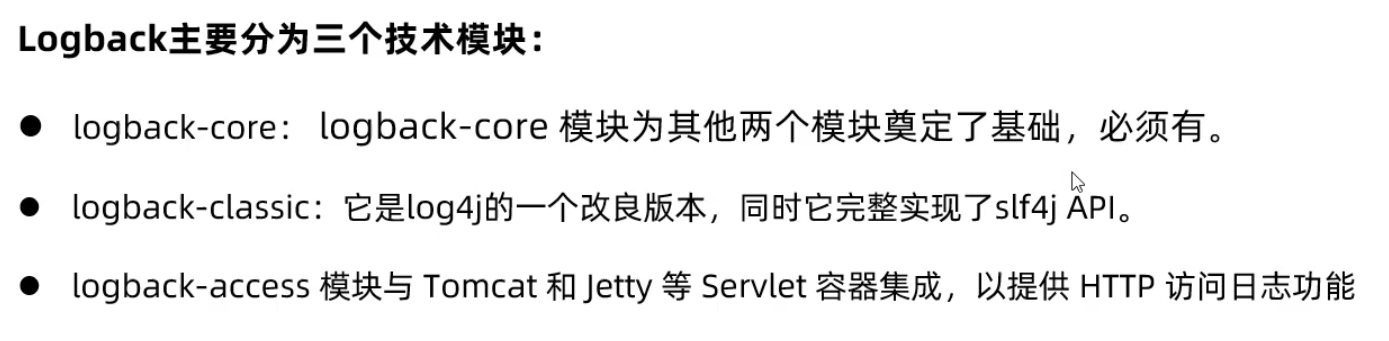 Logback主要分为三个技术模块：
● logback-core： logback-core 模块为其他两个模块奠定了基础，必须有。
● logback-classic：它是log4j的一个改良版本，同时它完整实现了slf4j API。
● logback-access 模块与 Tomcat 和 Jetty 等 Servlet 容器集成，以提供 HTTP 访问日志功能